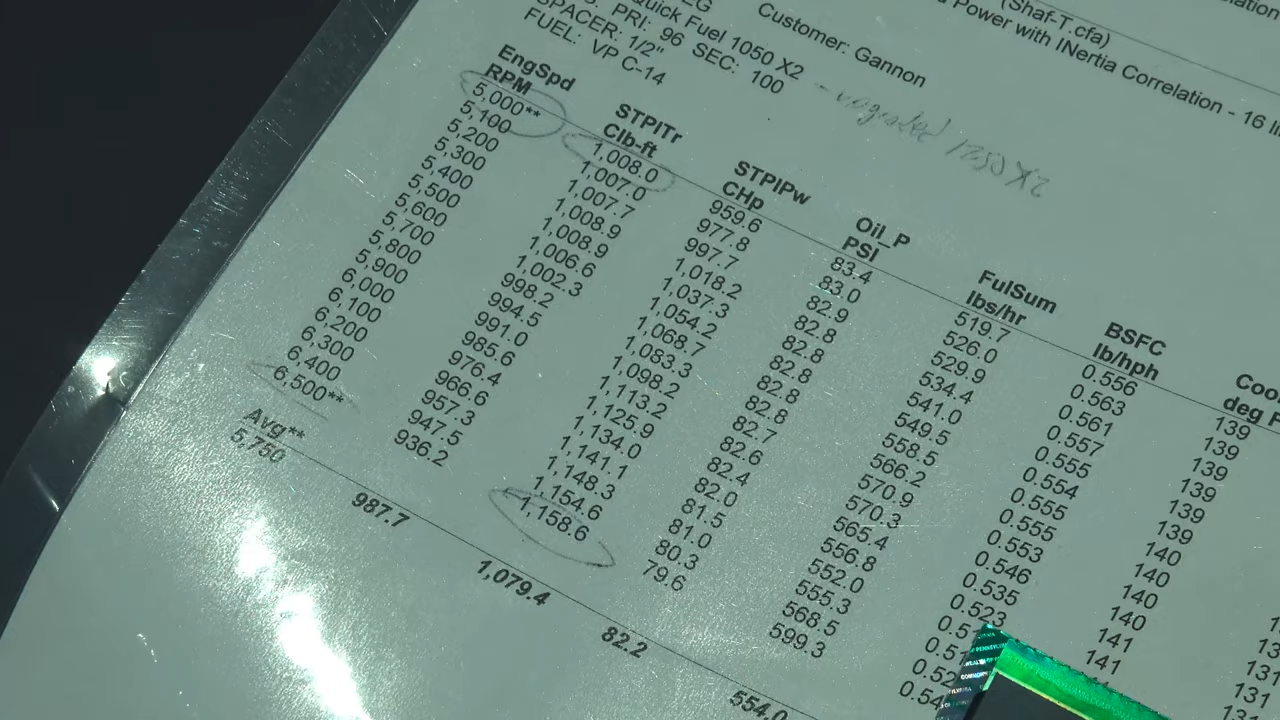 (Shaf-T.cfa)
Power with INertia Correlation - 16
Customer: Gannon
Quick Fuel 1050 X2
PRI: 96 SEC: 100
SPACER: 1/2"
FUEL: VP C-14
EngSpd STPITr STPIPw Oil_P FulSum BSFC
RPM Clb-ft CHp PSI lbs/hr lb/hph deg F
5,000** 1,008.0 959.6 83.4 519.7 0.556 139
5,100 1,007.0 977.8 83.0 526.0 0.563 139
5,200 1,007.7 997.7 82.9 529.9 0.561 139
5,300 1,008.9 1,018.2 82.8 534.4 0.557 139
5,400 1,008.9 1,037.3 82.8 541.0 0.555 139
5,500 1,006.6 1,054.2 82.8 549.5 0.554 139
5,600 1,002.3 1,068.7 82.8 558.5 0.555 140
5,700 998.2 1,083.3 82.8 566.2 0.555 140
5,800 994.5 1,098.2 82.7 570.9 0.553 140
5,900 991.0 1,113.2 82.6 570.3 0.546 140
6,000 985.6 1,125.9 82.4 565.4 0.535 141
6,100 976.4 1,134.0 82.0 556.8 0.523 141
6,200 966.6 1,141.1 81.5 552.0
6,300 957.3 1,148.3 81.0 555.3
6,400 947.5 1,154.6 80.3 568.5
6,500** 936.2 1,158.6 79.6 599.3
Avg**
5,750 987.7 1,079.4 82.2 554.0